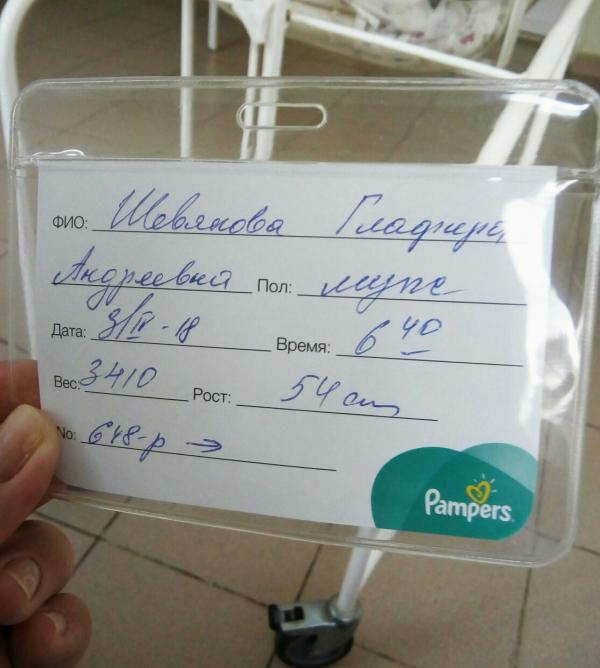 ФИО: Шевякова Гладира
Андреевна Пол: муж
Дата: 3/IV-18 Время: 6 40
Вес: 3410 Рост: 54 см
No: 648-р →
Pampers